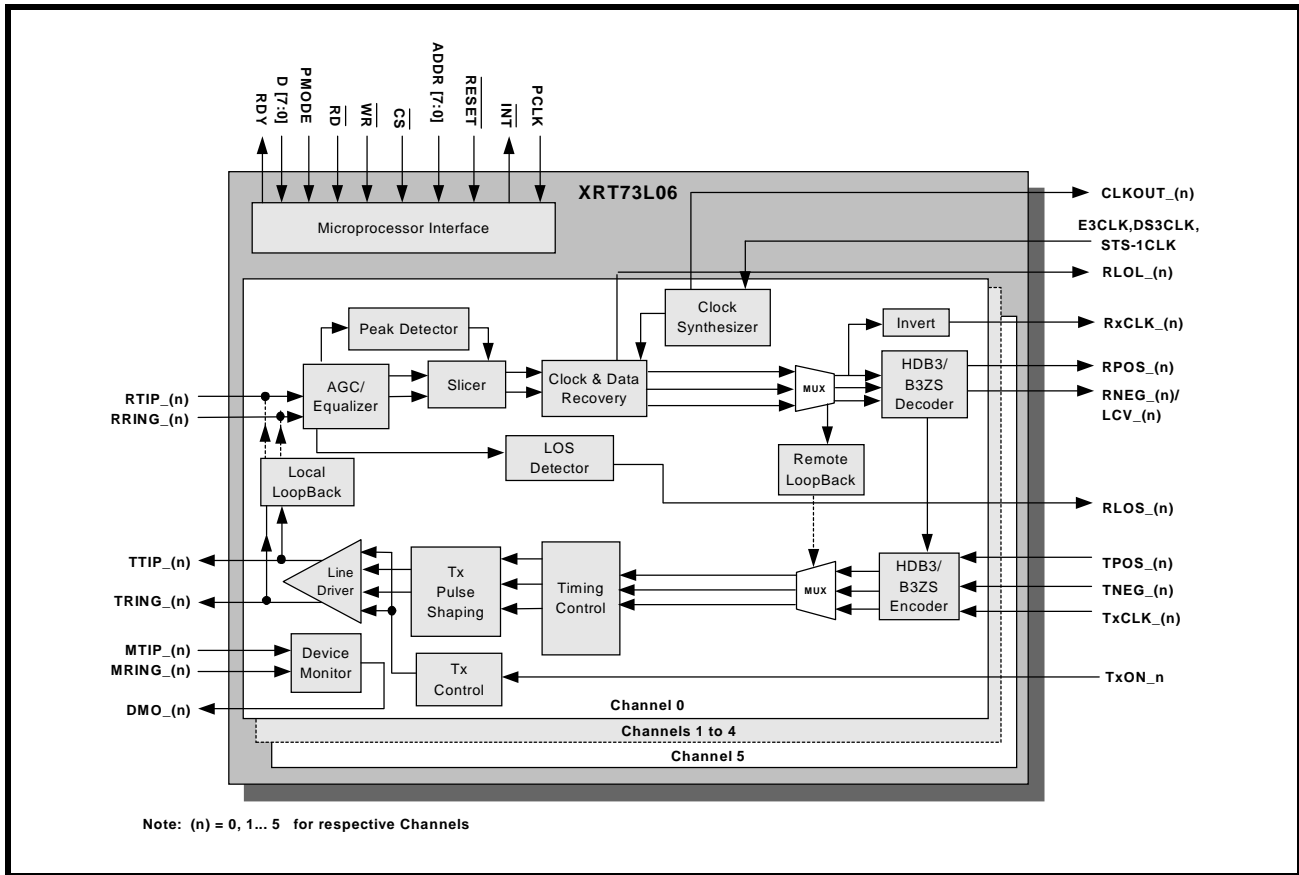 RDY
D [7:0]
PMODE
RD
WR
CS
ADDR [7:0]
RESET
INT
PCLK
XRT73L06
Microprocessor Interface
CLKOUT_(n)
E3CLK,DS3CLK,
STS-1CLK
RLOL_(n)
Clock
Synthesizer
Peak Detector
Invert
RxCLK_(n)
AGC/
Equalizer
Slicer
Clock & Data
Recovery
MUX
HDB3/
B3ZS
Decoder
RPOS_(n)
RNEG_(n)/
LCV_(n)
RTIP_(n)
RRING_(n)
LOS
Detector
Remote
LoopBack
Local
LoopBack
RLOS_(n)
TTIP_(n)
TRING_(n)
Line
Driver
Tx
Pulse
Shaping
Timing
Control
MUX
HDB3/
B3ZS
Encoder
TPOS_(n)
TNEG_(n)
TxCLK_(n)
MTIP_(n)
MRING_(n)
Device
Monitor
Tx
Control
TxON_n
DMO_(n)
Channel 0
Channels 1 to 4
Channel 5
Note: (n) = 0, 1... 5 for respective Channels